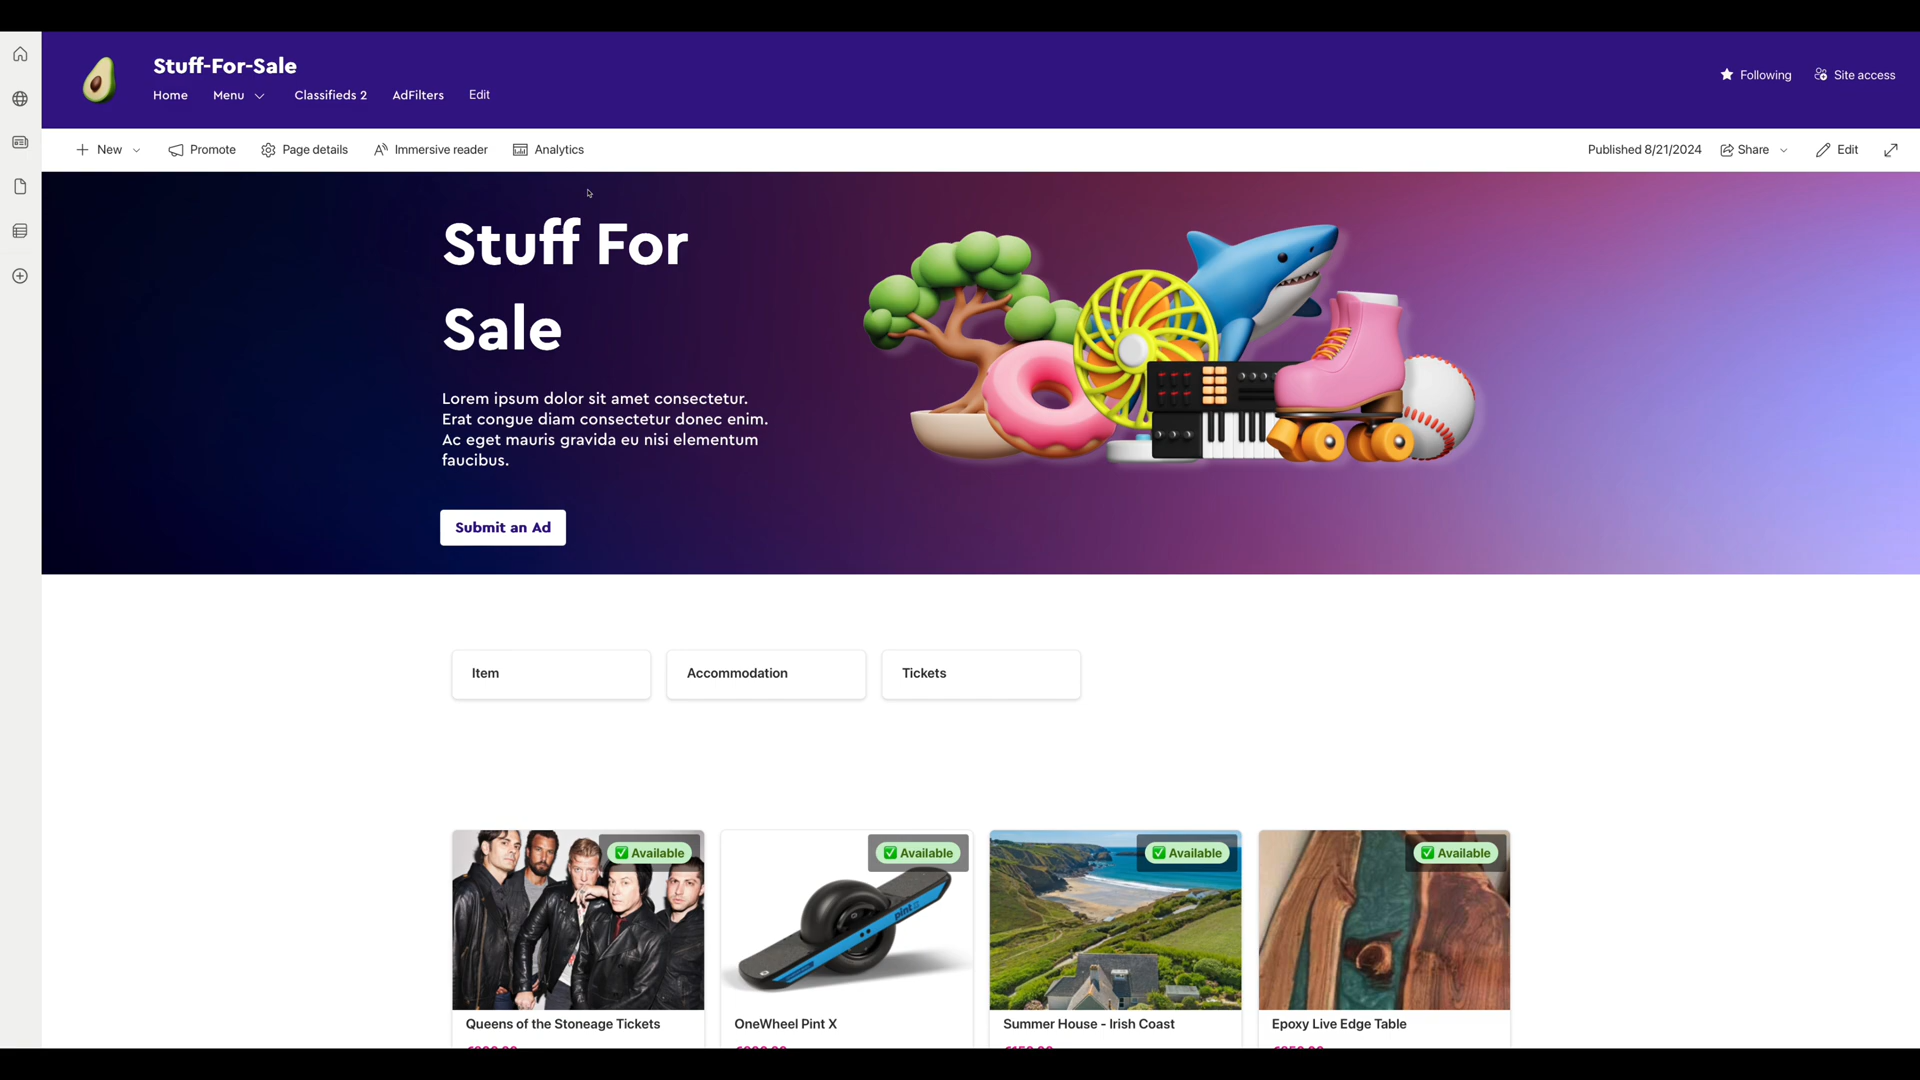 Stuff-For-Sale
Home Menu Classifieds 2 AdFilters Edit
Following Site access
New Promote Page details Immersive reader Analytics
Published 8/21/2024 Share Edit
Stuff For
Sale
Lorem ipsum dolor sit amet consectetur.
Erat congue diam consectetur donec enim.
Ac eget mauris gravida eu nisi elementum
faucibus.
Submit an Ad
Item Accommodation Tickets
Available Available Available Available
pint
Queens of the Stoneage Tickets OneWheel Pint X Summer House - Irish Coast Epoxy Live Edge Table